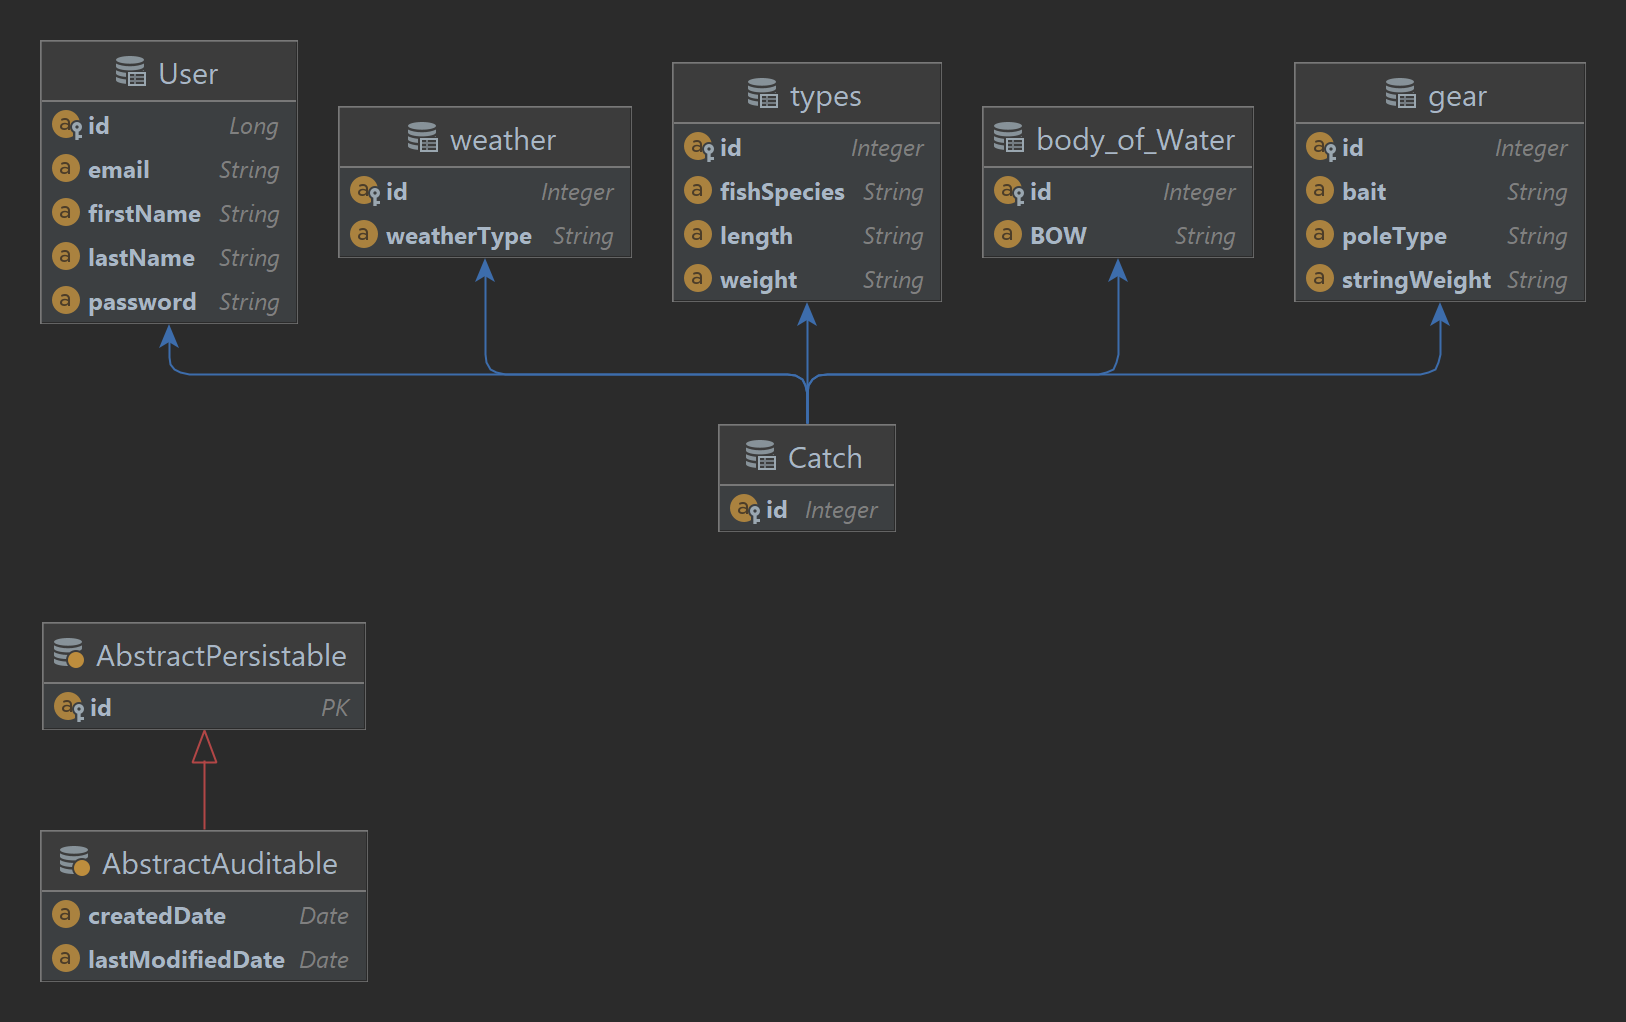 User
id Long
email String
firstName String
lastName String
password String
weather
id Integer
weatherType String
types
id Integer
fishSpecies String
length String
weight String
body_of_Water
id Integer
BOW String
gear
id Integer
bait String
poleType String
stringWeight String
Catch
id Integer
AbstractPersistable
id PK
AbstractAuditable
createdDate Date
lastModifiedDate Date